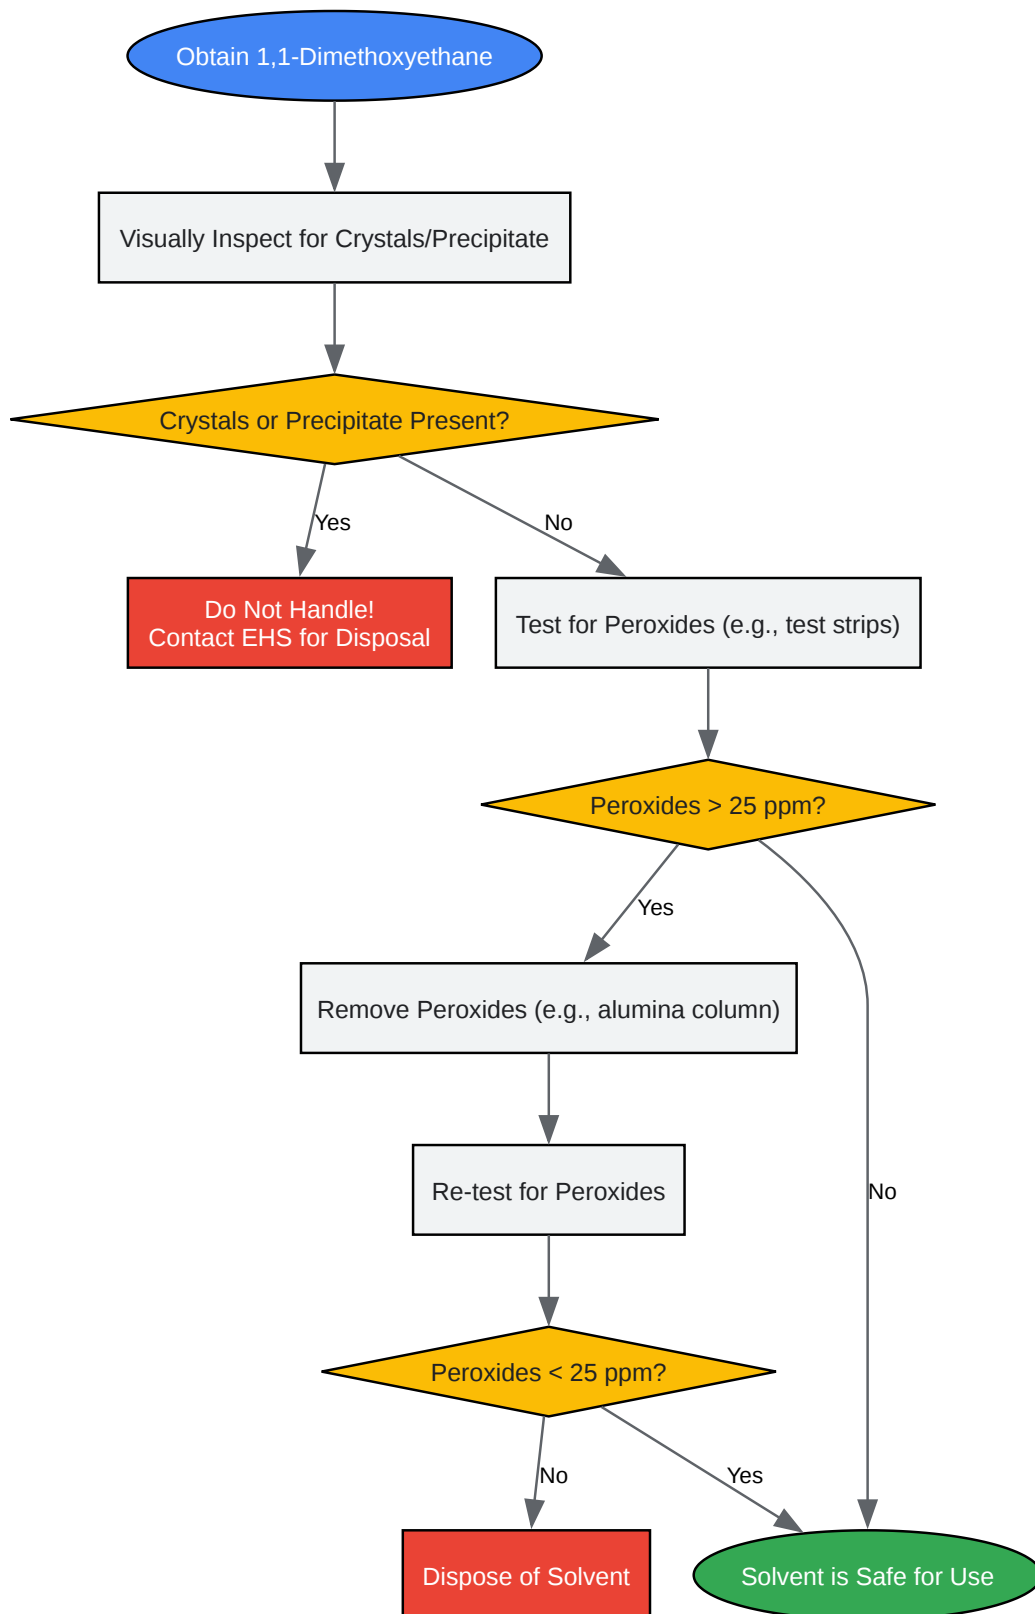 Obtain 1,1-Dimethoxyethane
Visually Inspect for Crystals/Precipitate
Crystals or Precipitate Present?
Yes
No
Do Not Handle!
Contact EHS for Disposal
Test for Peroxides (e.g., test strips)
Peroxides > 25 ppm?
Yes
Remove Peroxides (e.g., alumina column)
Re-test for Peroxides
No
Peroxides < 25 ppm?
No
Yes
Dispose of Solvent
Solvent is Safe for Use